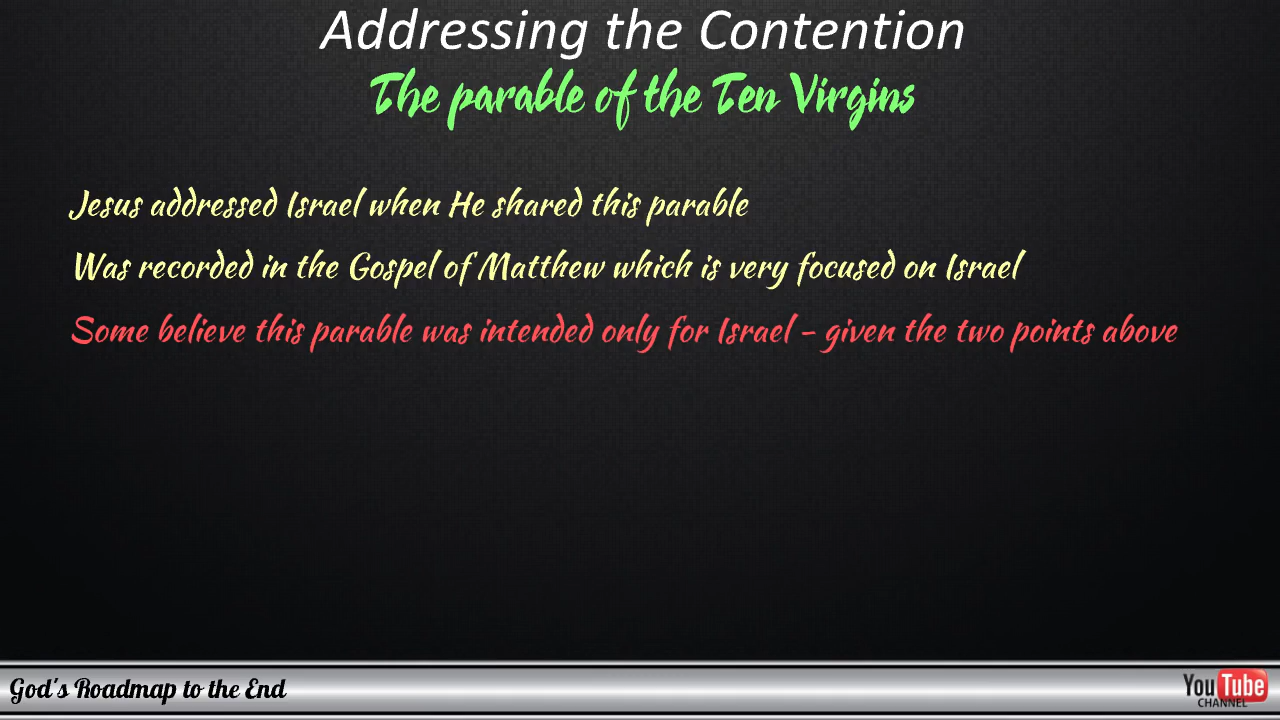 Addressing the Contention
The parable of the Ten Virgins
Jesus addressed Israel when He shared this parable
Was recorded in the Gospel of Matthew which is very focused on Israel
Some believe this parable was intended only for Israel – given the two points above
God's Roadmap to the End
YouTube
CHANNEL